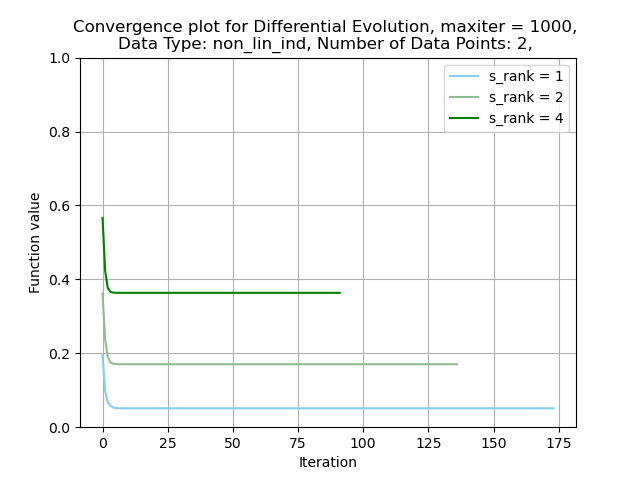 Convergence plot for Differential Evolution, maxiter = 1000,
Data Type: non_lin_ind, Number of Data Points: 2,
1.0
0.8
0.6
0.4
0.2
0.0
Function value
s_rank = 1
s_rank = 2
s_rank = 4
0 25 50 75 100 125 150 175
Iteration